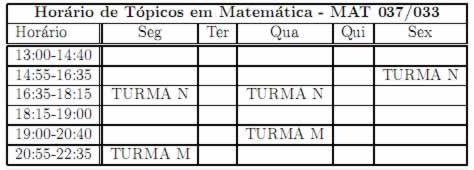 Horário de Tópicos em Matemática - MAT 037/033
Horário Seg Ter Qua Qui Sex
13:00-14:40
14:55-16:35 TURMA N
16:35-18:15 TURMA N TURMA N
18:15-19:00
19:00-20:40 TURMA M
20:55-22:35 TURMA M